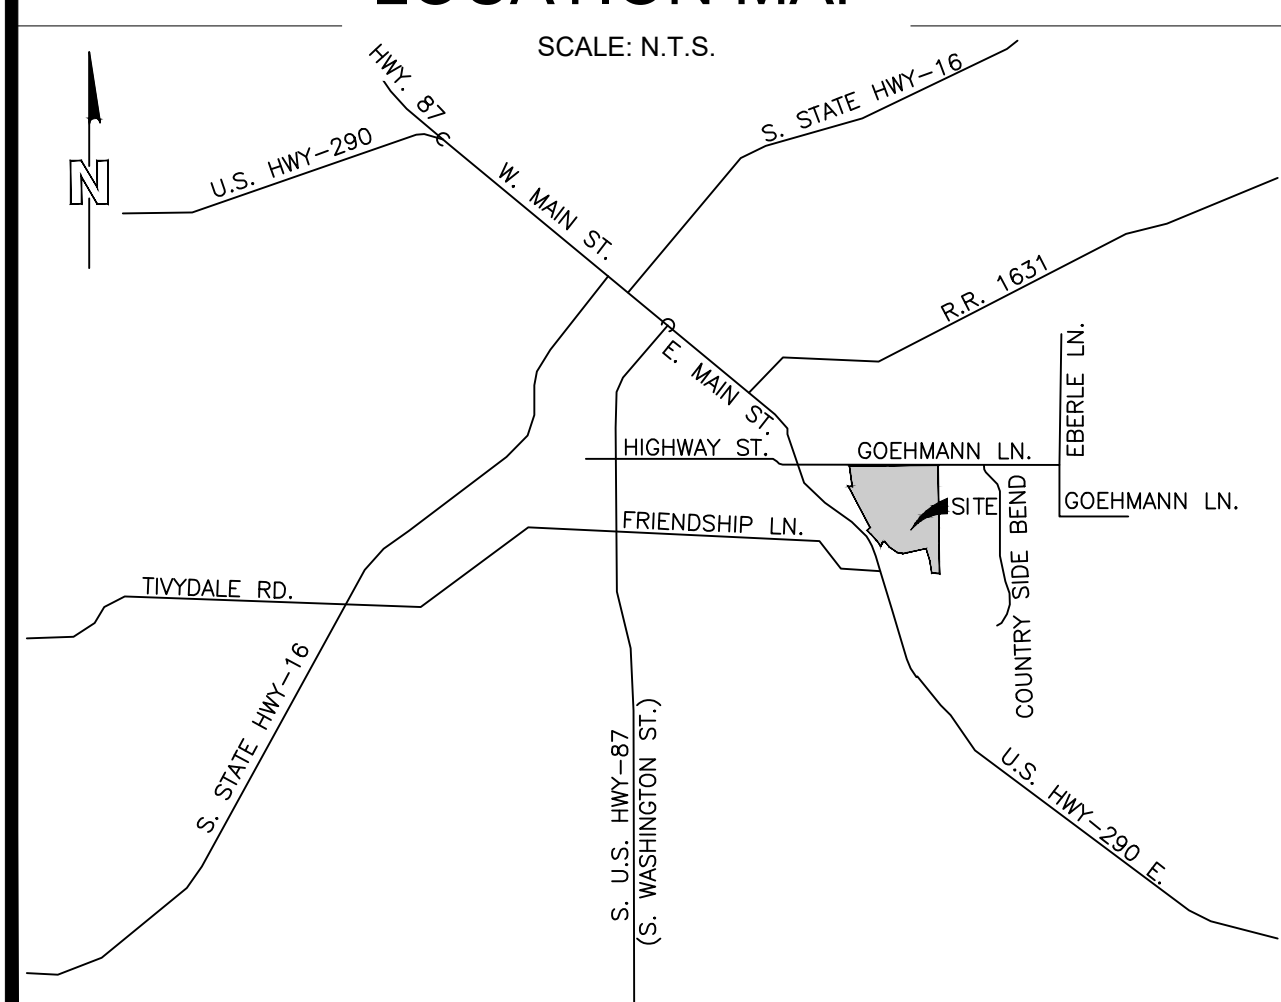 LOCATION MAP
SCALE: N.T.S.
HWY. 87
S. STATE HWY-16
U.S. HWY-290
N
W. MAIN ST.
R.R. 1631
E. MAIN ST.
EBERLE LN.
HIGHWAY ST.
GOEHMANN LN.
SITE
GOEHMANN LN.
FRIENDSHIP LN.
COUNTRY SIDE BEND
TIVYDALE RD.
S. STATE HWY-16
S. U.S. HWY-87
(S. WASHINGTON ST.)
U.S. HWY-290 E.